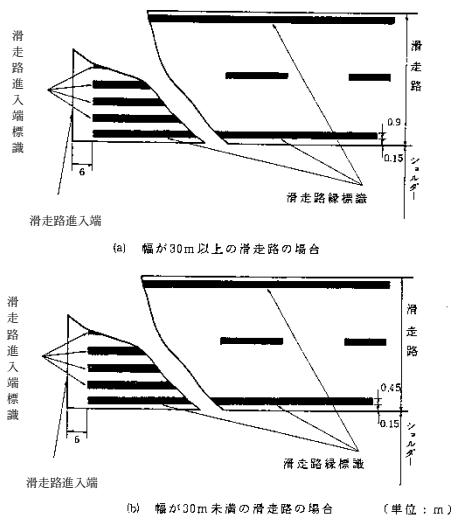 滑走路進入端標識
滑走路
0.9
0.15
ショルダー
6
滑走路縁標識
滑走路進入端
(a) 幅が30m以上の滑走路の場合
滑走路進入端標識
滑走路
0.45
0.15
ショルダー
6
滑走路縁標識
滑走路進入端
(b) 幅が30m未満の滑走路の場合 (単位:m)